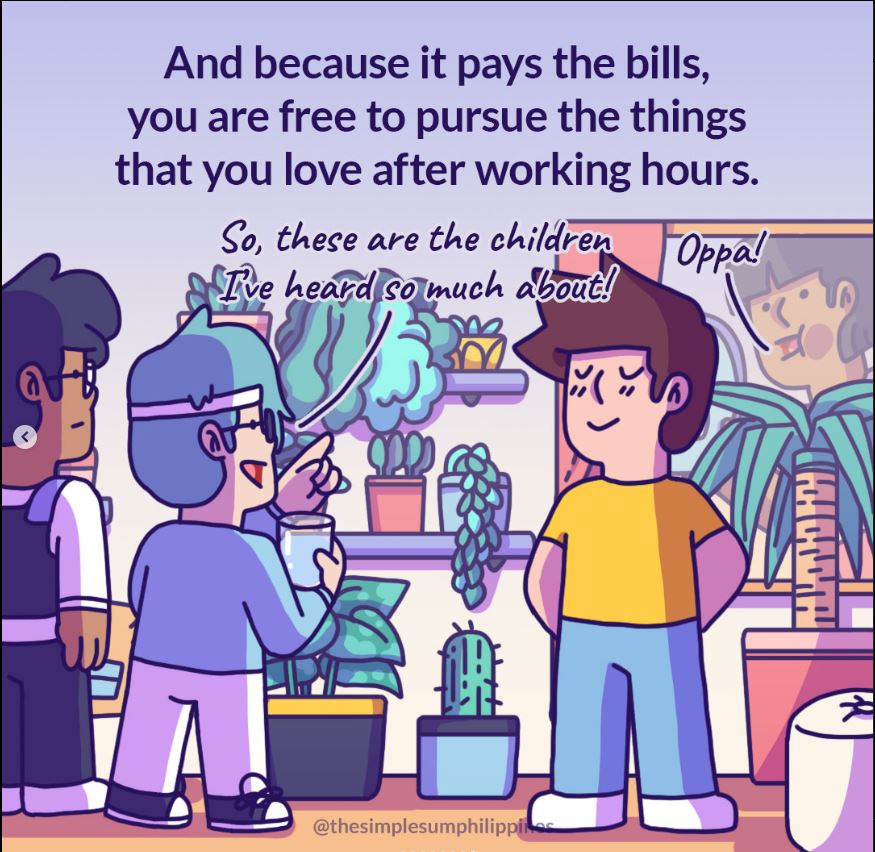 And because it pays the bills,
you are free to pursue the things
that you love after working hours.
So, these are the children
I've heard so much about!
Oppa!
@thesimplesumphilippines